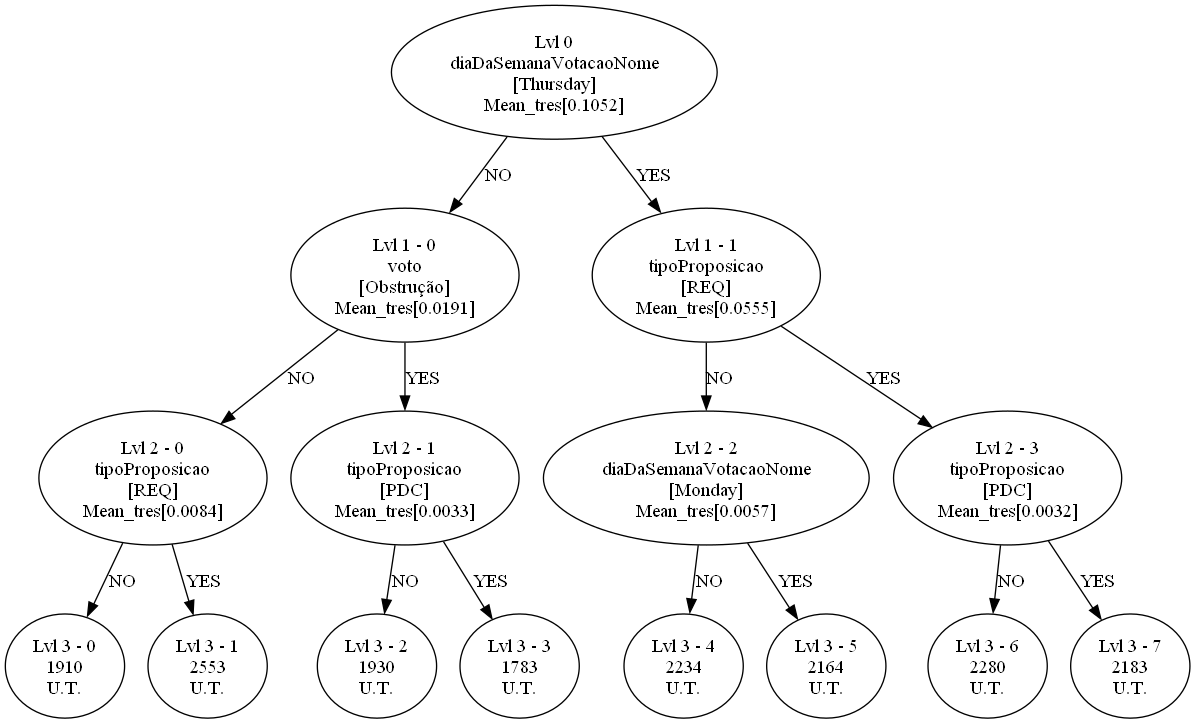 Lvl 0
diaDaSemanaVotacaoNome
[Thursday]
Mean_tres[0.1052]
NO
YES
Lvl 1 - 0
voto
[Obstrução]
Mean_tres[0.0191]
Lvl 1 - 1
tipoProposicao
[REQ]
Mean_tres[0.0555]
NO
YES
NO
YES
Lvl 2 - 0
tipoProposicao
[REQ]
Mean_tres[0.0084]
Lvl 2 - 1
tipoProposicao
[PDC]
Mean_tres[0.0033]
Lvl 2 - 2
diaDaSemanaVotacaoNome
[Monday]
Mean_tres[0.0057]
Lvl 2 - 3
tipoProposicao
[PDC]
Mean_tres[0.0032]
NO
YES
NO
YES
NO
YES
NO
YES
Lvl 3 - 0
1910
U.T.
Lvl 3 - 1
2553
U.T.
Lvl 3 - 2
1930
U.T.
Lvl 3 - 3
1783
U.T.
Lvl 3 - 4
2234
U.T.
Lvl 3 - 5
2164
U.T.
Lvl 3 - 6
2280
U.T.
Lvl 3 - 7
2183
U.T.